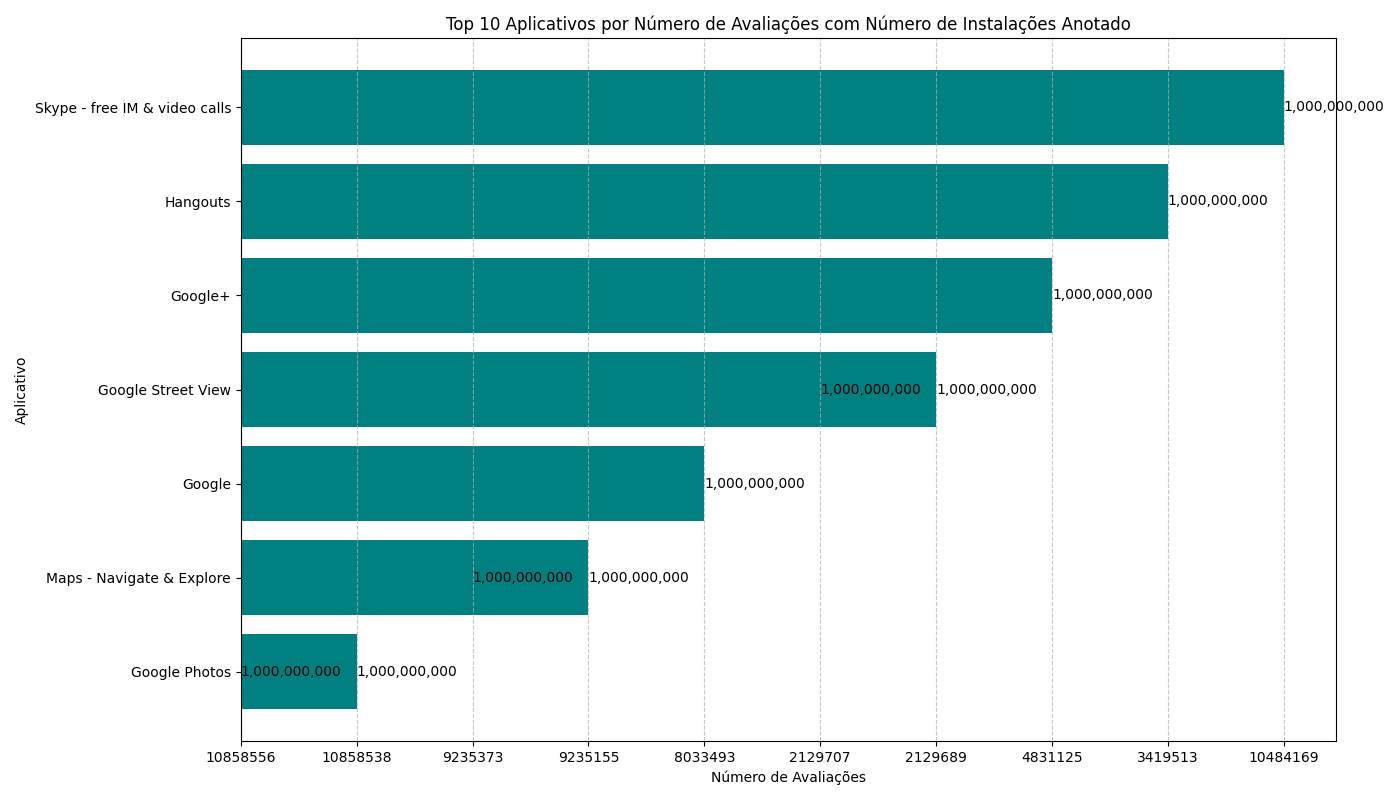 Top 10 Aplicativos por Número de Avaliações com Número de Instalações Anotado
Skype - free IM & video calls
1,000,000,000
Hangouts
1,000,000,000
Google+
1,000,000,000
Aplicativo
Google Street View
1,000,000,000
1,000,000,000
Google
1,000,000,000
Maps - Navigate & Explore
1,000,000,000
1,000,000,000
Google Photos
1,000,000,000
1,000,000,000
10858556 10858538 9235373 9235155 8033493 2129707 2129689 4831125 3419513 10484169
Número de Avaliações